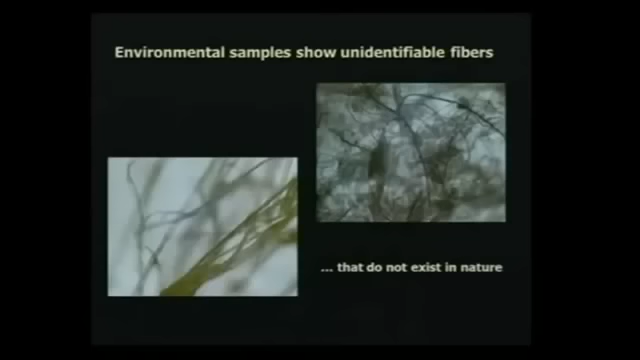 Environmental samples show unidentifiable fibers
... that do not exist in nature